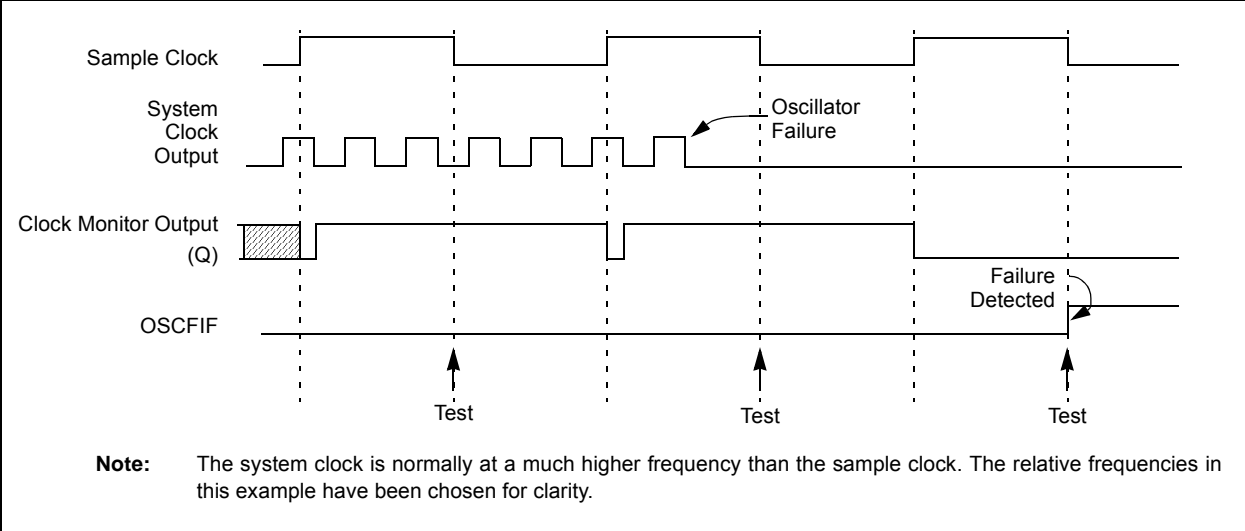 Sample Clock
System
Clock
Output
Oscillator
Failure
Clock Monitor Output
(Q)
Failure
Detected
OSCFIF
Test
Test
Test
Note: The system clock is normally at a much higher frequency than the sample clock. The relative frequencies in
this example have been chosen for clarity.